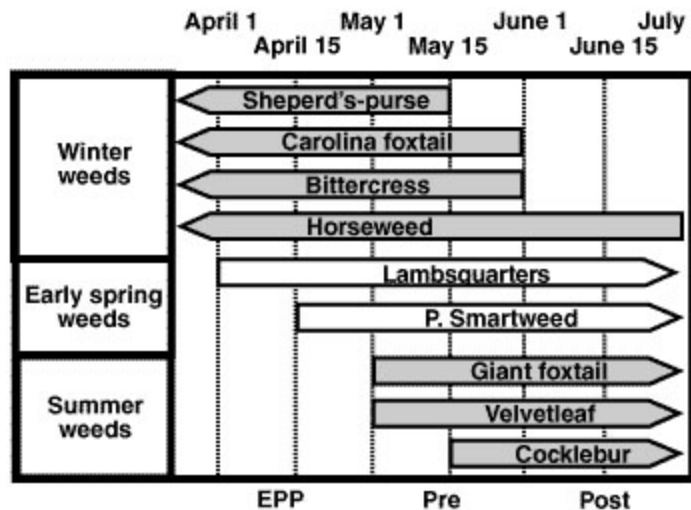 April 1 May 1 June 1 July
April 15 May 15 June 15
Winter
weeds
Sheperd's-purse
Carolina foxtail
Bittercress
Horseweed
Early spring
weeds
Lambsquarters
P. Smartweed
Summer
weeds
Giant foxtail
Velvetleaf
Cocklebur
EPP Pre Post